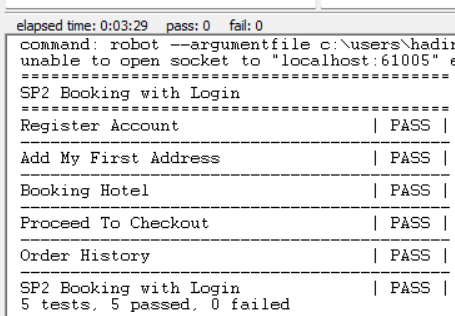 elapsed time: 0:03:29 pass: 0 fail: 0
command: robot --argumentfile c:\users\hadir
unable to open socket to "localhost:61005" e
==============================================
SP2 Booking with Login
==============================================
Register Account | PASS |
----------------------------------------------
Add My First Address | PASS |
----------------------------------------------
Booking Hotel | PASS |
----------------------------------------------
Proceed To Checkout | PASS |
----------------------------------------------
Order History | PASS |
----------------------------------------------
SP2 Booking with Login | PASS |
5 tests, 5 passed, 0 failed